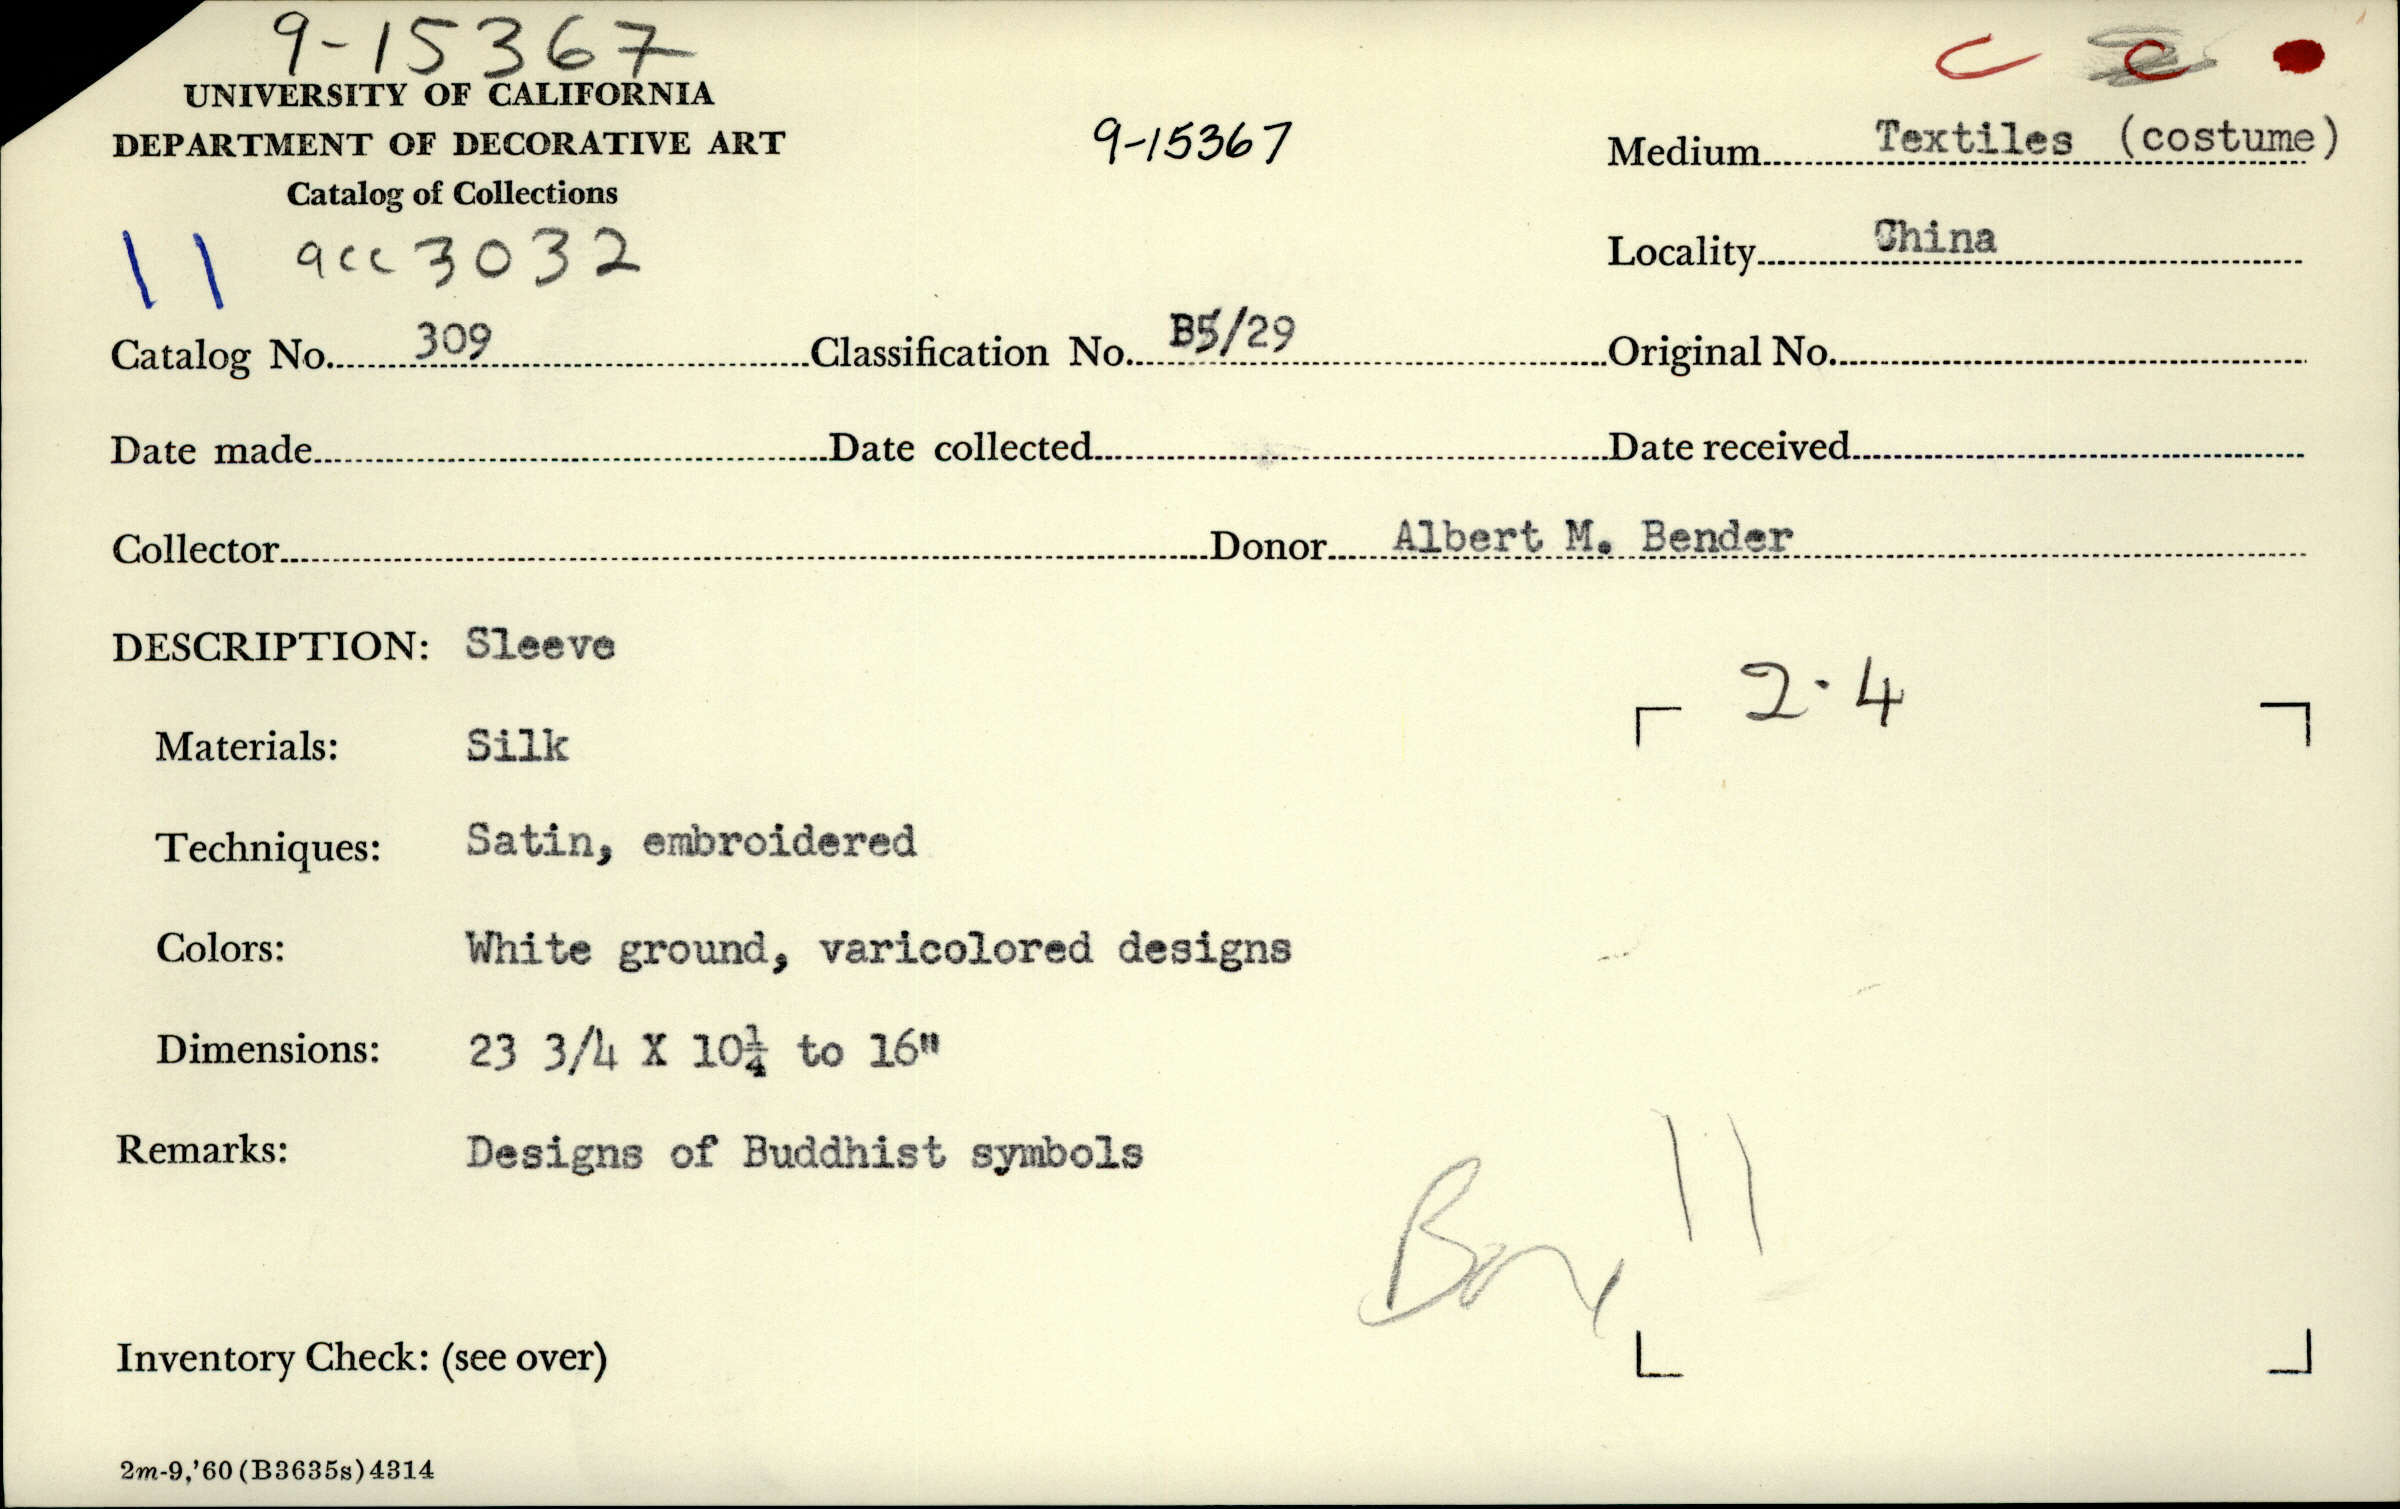 9-15367
C C
UNIVERSITY OF CALIFORNIA
DEPARTMENT OF DECORATIVE ART
Catalog of Collections
9-15367
Medium Textiles (costume)
11 acc 3032
Locality China
Catalog No. 309 Classification No. B5/29 Original No.
Date made Date collected Date received
Collector Donor Albert M. Bender
DESCRIPTION: Sleeve
2·4
Materials: Silk
Techniques: Satin, embroidered
Colors: White ground, varicolored designs
Dimensions: 23 3/4 X 10¼ to 16"
Remarks: Designs of Buddhist symbols
Box 11
Inventory Check: (see over)
2m-9,'60(B3635s)4314